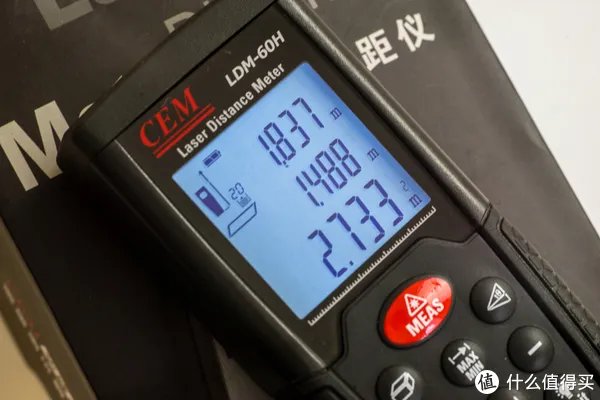 距仪
CEM
LDM-60H
Laser Distance Meter
1.837 m
20
1.488 m
2.733 m²
MEAS
MAX
MIN
值 什么值得买